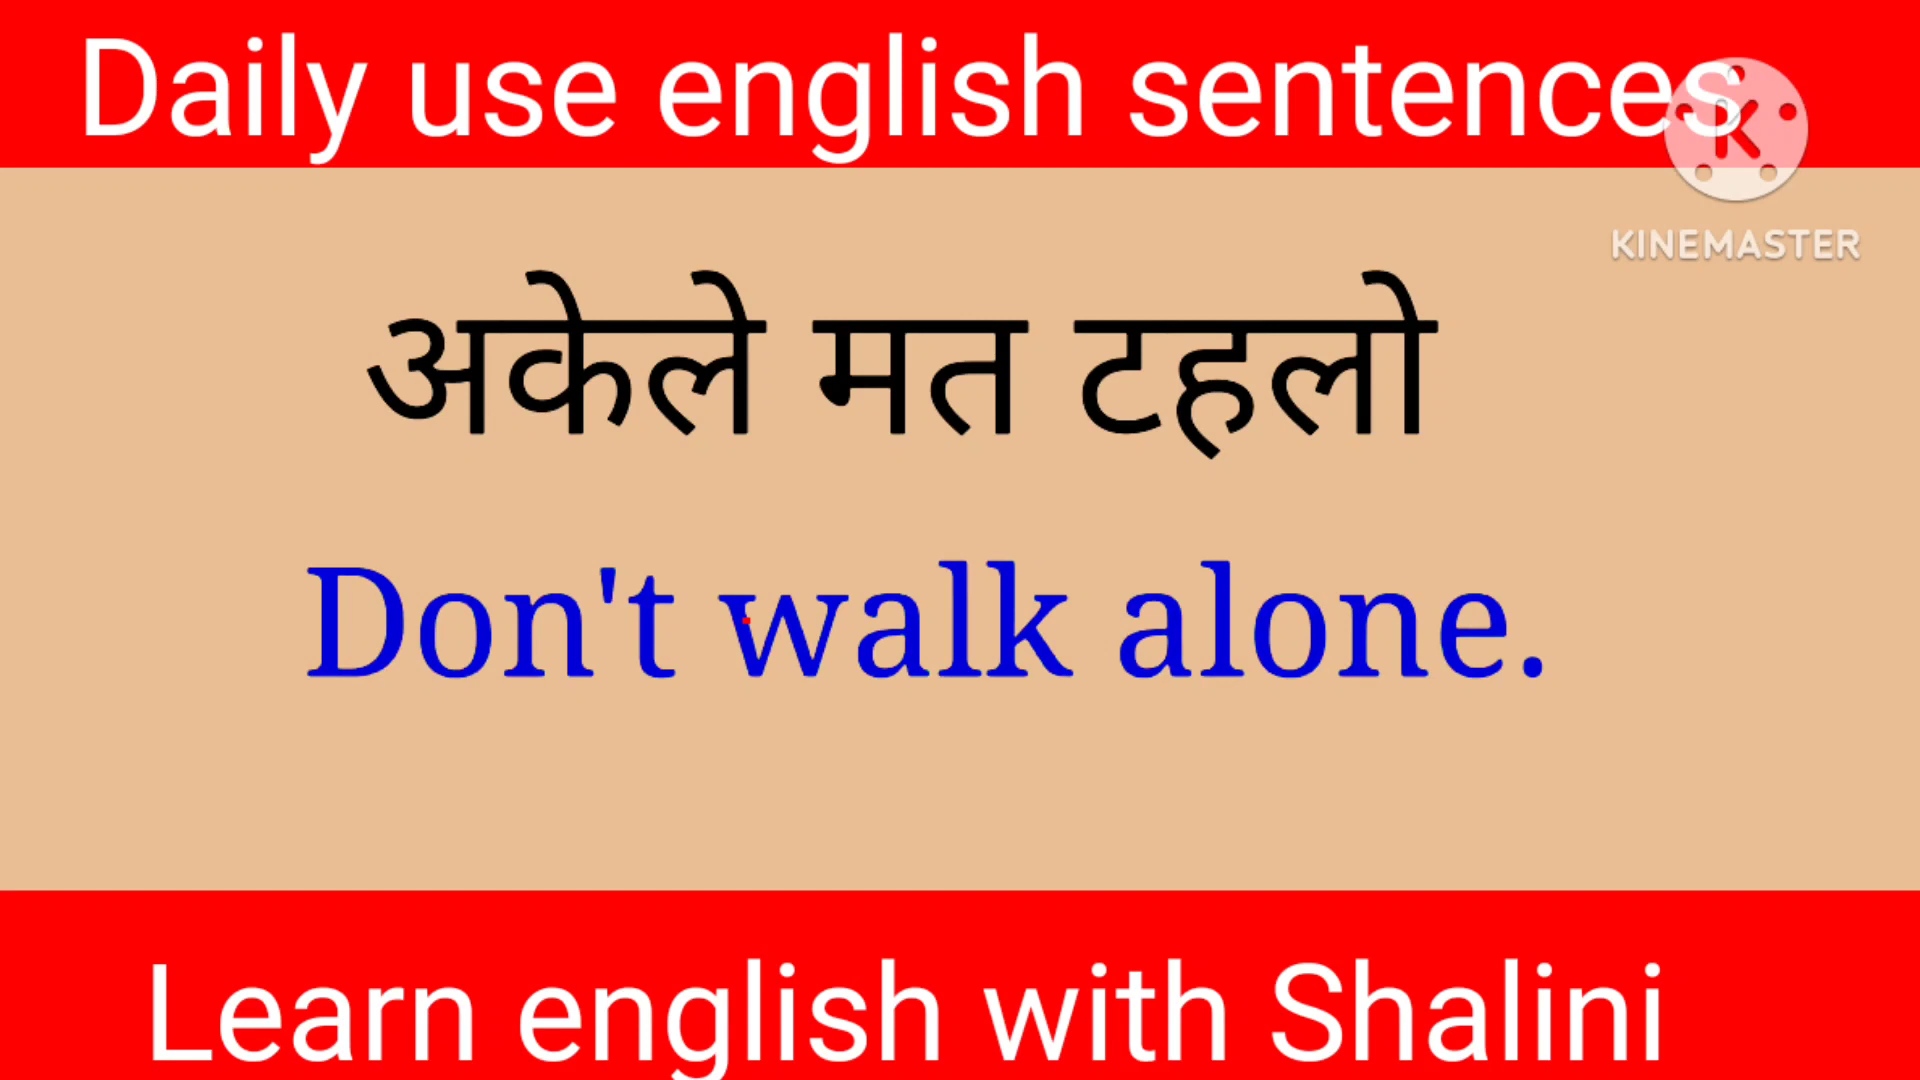 Daily use english sentences
K
KINEMASTER
अकेले मत टहलो
Don't walk alone.
Learn english with Shalini